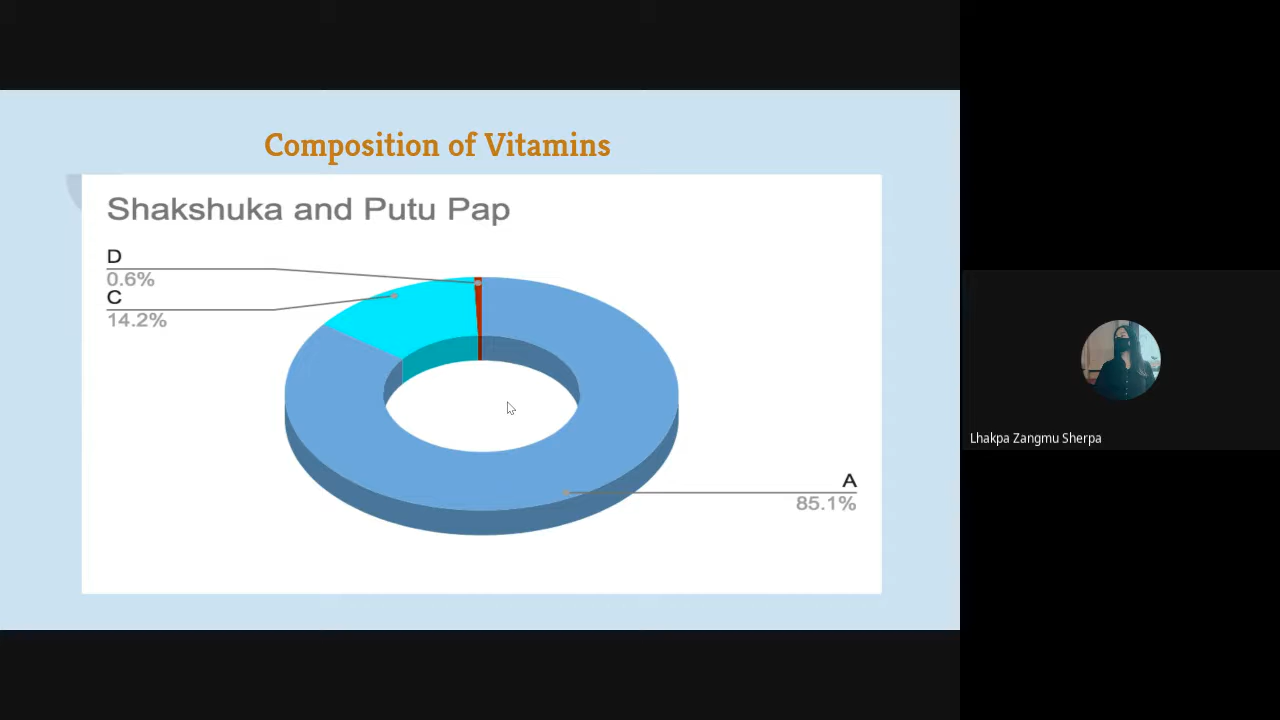 Composition of Vitamins
Shakshuka and Putu Pap
D
0.6%
C
14.2%
A
85.1%
Lhakpa Zangmu Sherpa